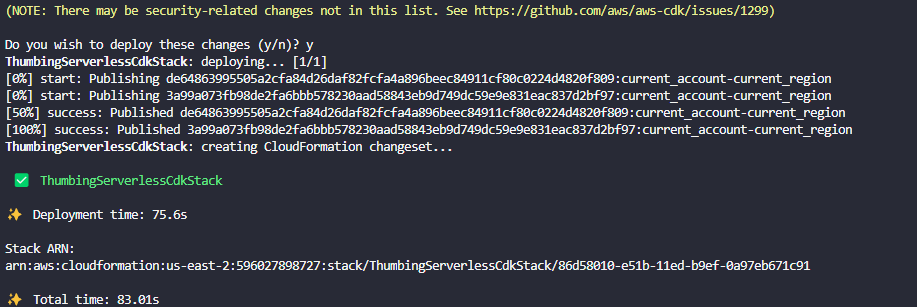 (NOTE: There may be security-related changes not in this list. See https://github.com/aws/aws-cdk/issues/1299)
Do you wish to deploy these changes (y/n)? y
ThumbingServerlessCdkStack: deploying... [1/1]
[0%] start: Publishing de64863995505a2cfa84d26daf82fcfa4a896beec84911cf80c0224d4820f809:current_account-current_region
[0%] start: Publishing 3a99a073fb98de2fa6bbb578230aad58843eb9d749dc59e9e831eac837d2bf97:current_account-current_region
[50%] success: Published de64863995505a2cfa84d26daf82fcfa4a896beec84911cf80c0224d4820f809:current_account-current_region
[100%] success: Published 3a99a073fb98de2fa6bbb578230aad58843eb9d749dc59e9e831eac837d2bf97:current_account-current_region
ThumbingServerlessCdkStack: creating CloudFormation changeset...
✅ ThumbingServerlessCdkStack
✨ Deployment time: 75.6s
Stack ARN:
arn:aws:cloudformation:us-east-2:596027898727:stack/ThumbingServerlessCdkStack/86d58010-e51b-11ed-b9ef-0a97eb671c91
✨ Total time: 83.01s